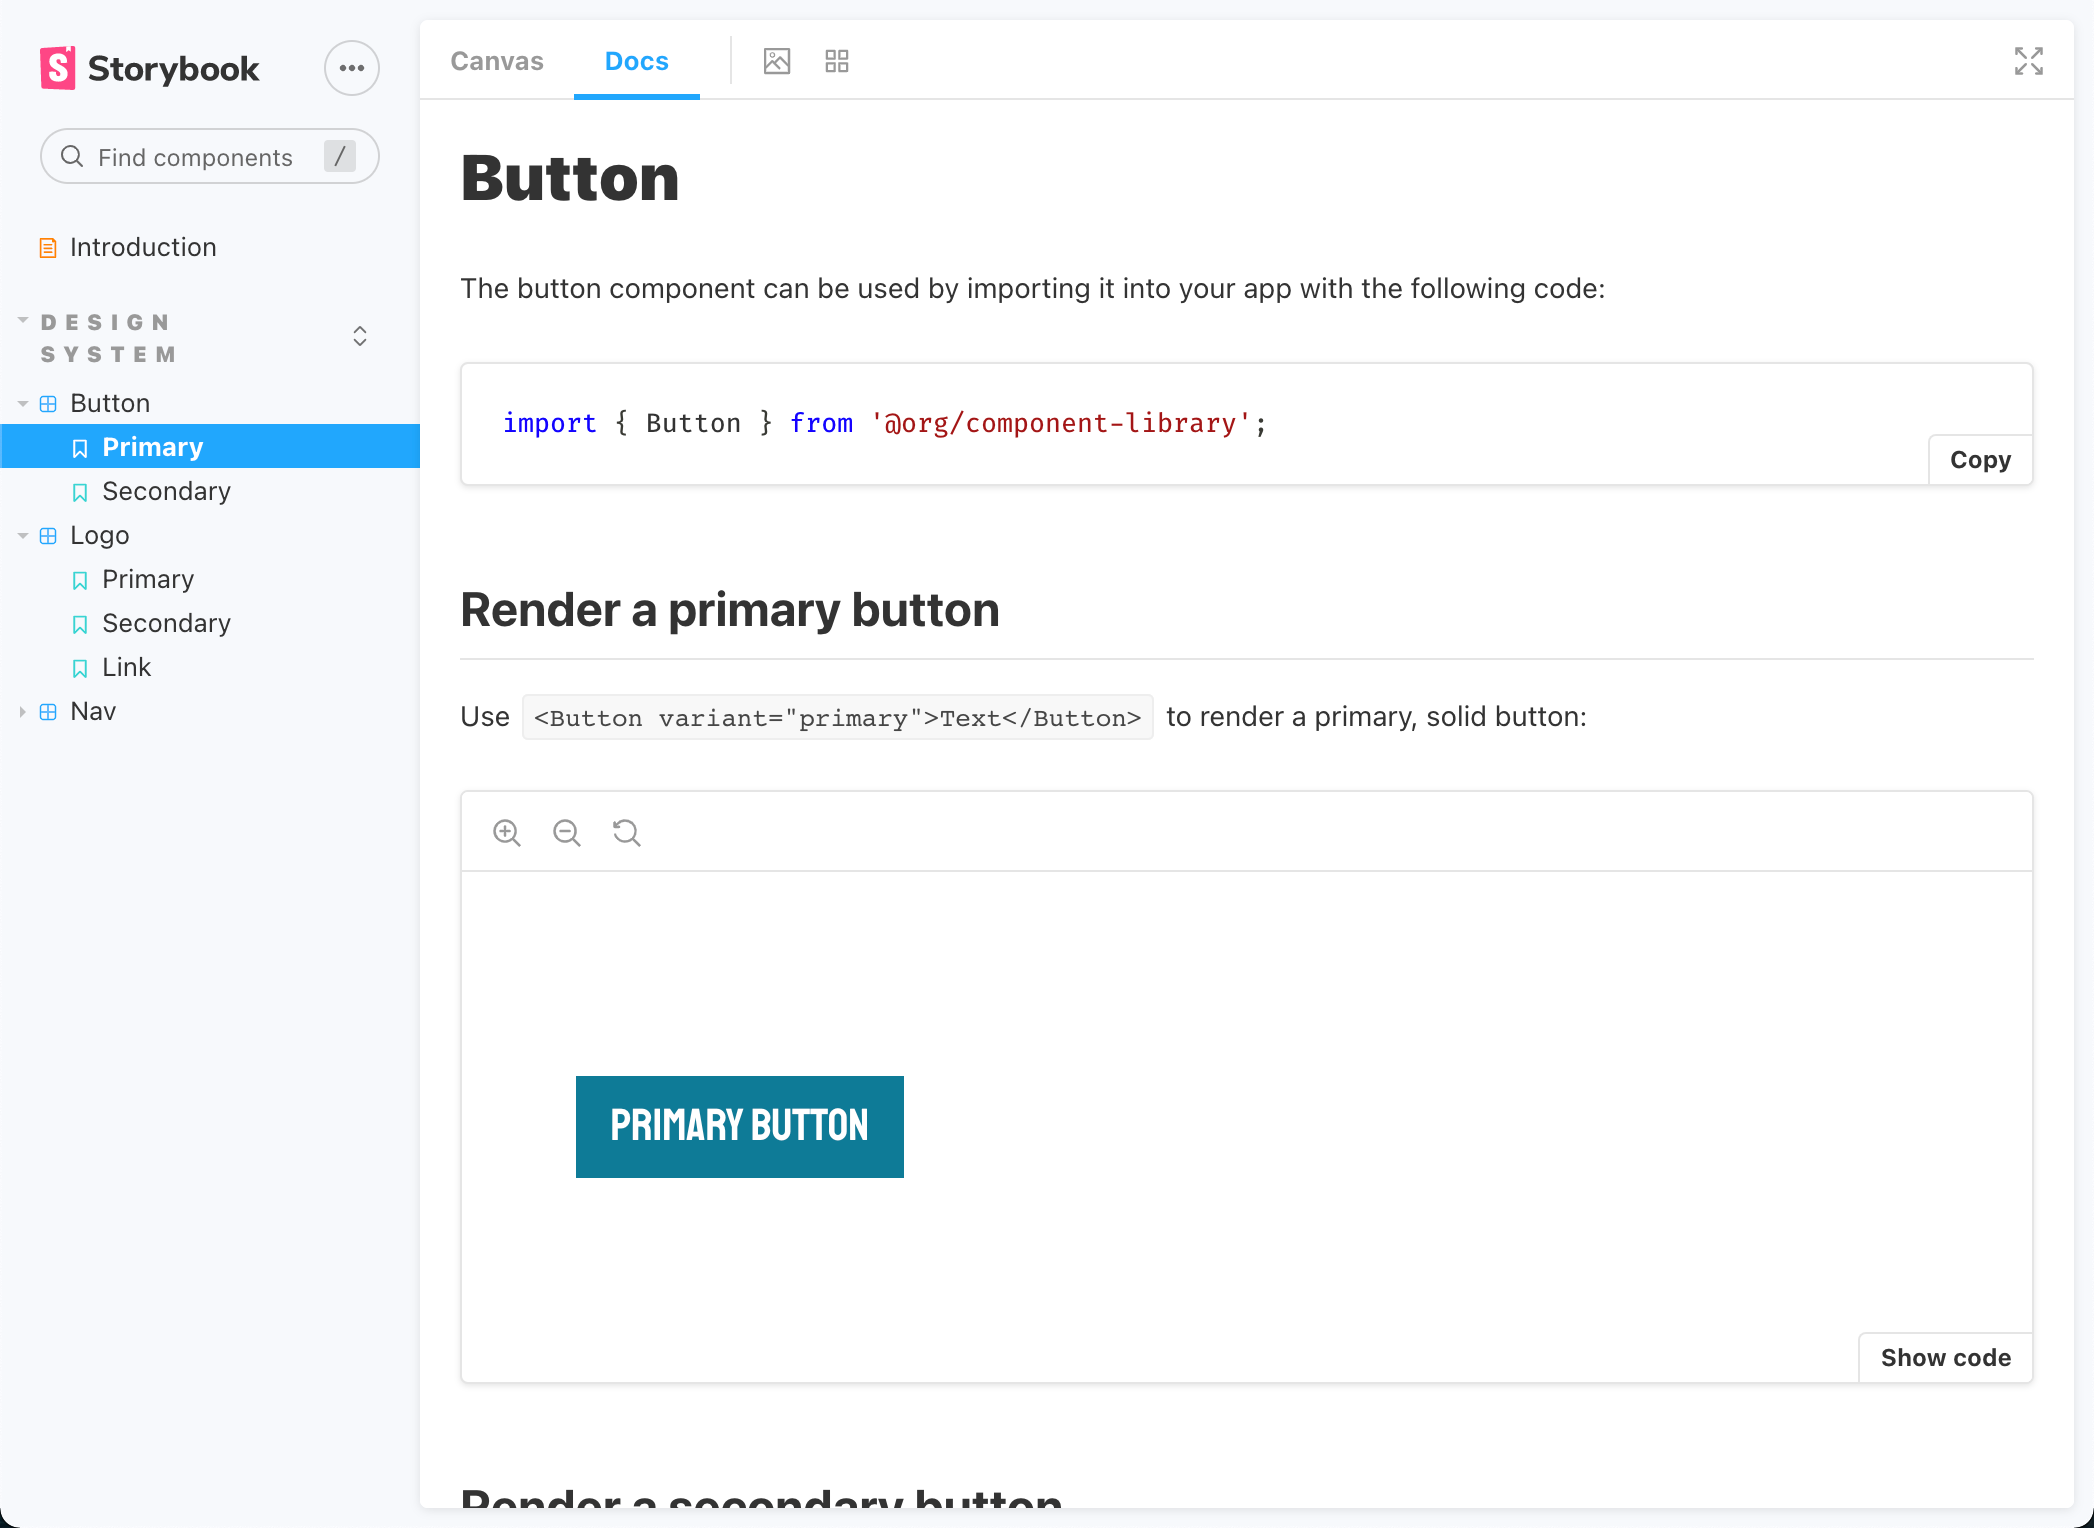 Storybook
Find components
/
Introduction
DESIGN
SYSTEM
Button
Primary
Secondary
Logo
Primary
Secondary
Link
Nav
Canvas
Docs
Button
The button component can be used by importing it into your app with the following code:
import { Button } from '@org/component-library';
Copy
Render a primary button
Use <Button variant="primary">Text</Button> to render a primary, solid button:
PRIMARY BUTTON
Show code
Render a secondary button